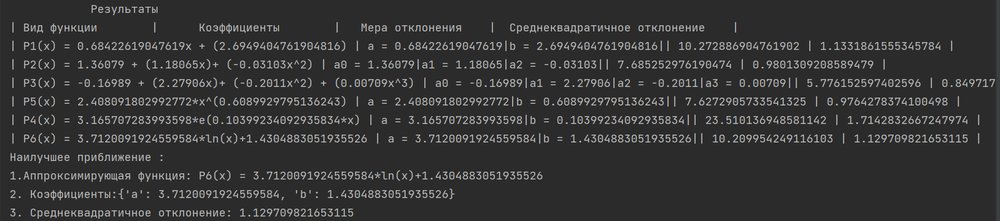 Результаты
| Вид функции | Коэффициенты | Мера отклонения | Среднеквадратичное отклонение |
| P1(x) = 0.68422619047619x + (2.6949404761904816) | a = 0.68422619047619|b = 2.6949404761904816|| 10.272886904761902 | 1.1331861555345784 |
| P2(x) = 1.36079 + (1.18065x)+ (-0.03103x^2) | a0 = 1.36079|a1 = 1.18065|a2 = -0.03103|| 7.685252976190474 | 0.9801309208589479 |
| P3(x) = -0.16989 + (2.27906x)+ (-0.2011x^2) + (0.00709x^3) | a0 = -0.16989|a1 = 2.27906|a2 = -0.2011|a3 = 0.00709|| 5.776152597402596 | 0.849717
| P5(x) = 2.408091802992772*x^(0.6089929795136243) | a = 2.408091802992772|b = 0.6089929795136243|| 7.6272905733541325 | 0.9764278374100498 |
| P4(x) = 3.165707283993598*e(0.10399234092935834*x) | a = 3.165707283993598|b = 0.10399234092935834|| 23.510136948581142 | 1.7142832667247974 |
| P6(x) = 3.7120091924559584*ln(x)+1.4304883051935526 | a = 3.7120091924559584|b = 1.4304883051935526|| 10.209954249116103 | 1.129709821653115 |
Наилучшее приближение :
1.Аппроксимирующая функция: P6(x) = 3.7120091924559584*ln(x)+1.4304883051935526
2. Коэффициенты:{'a': 3.7120091924559584, 'b': 1.4304883051935526}
3. Среднеквадратичное отклонение: 1.129709821653115